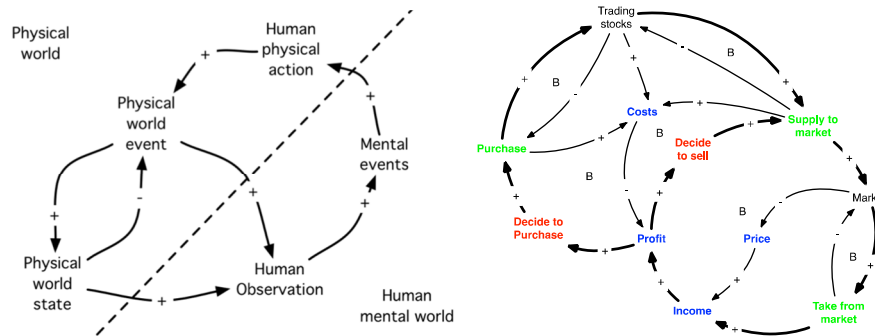 Physical
world
Human
physical
action
+
Physical
world
event
+
Mental
events
+
-
+
+
Physical
world
state
+
Human
Observation
Human
mental world
Trading
stocks
B
-
B
+
+
+
B
-
Costs
+
+
Supply to
market
B
Decide
to sell
Purchase
+
+
+
B
+
-
+
Mark
B
-
Decide to
Purchase
+
Profit
Price
-
B
+
+
+
Income
+
Take from
market